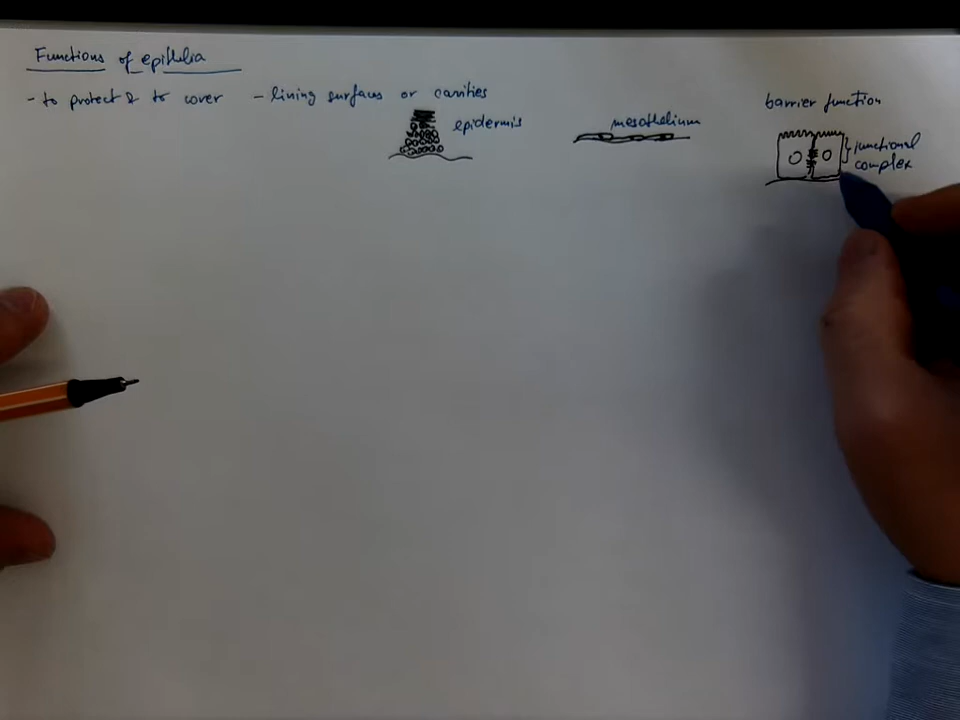 Functions of epithelia
- to protect & to cover - lining surfaces or cavities
barrier function
epidermis
mesothelium
junctional
complex